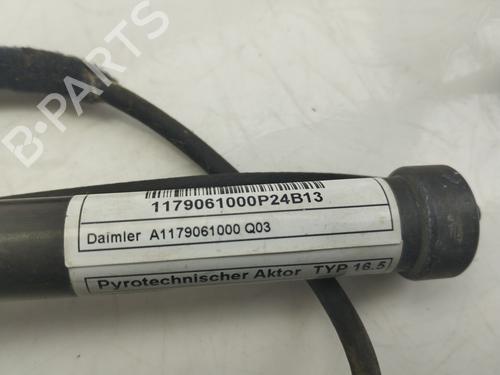 B-PARTS
1179061000P24B13
Daimler A1179061000 Q03
Pyrotechnischer Aktor TYP 16.5